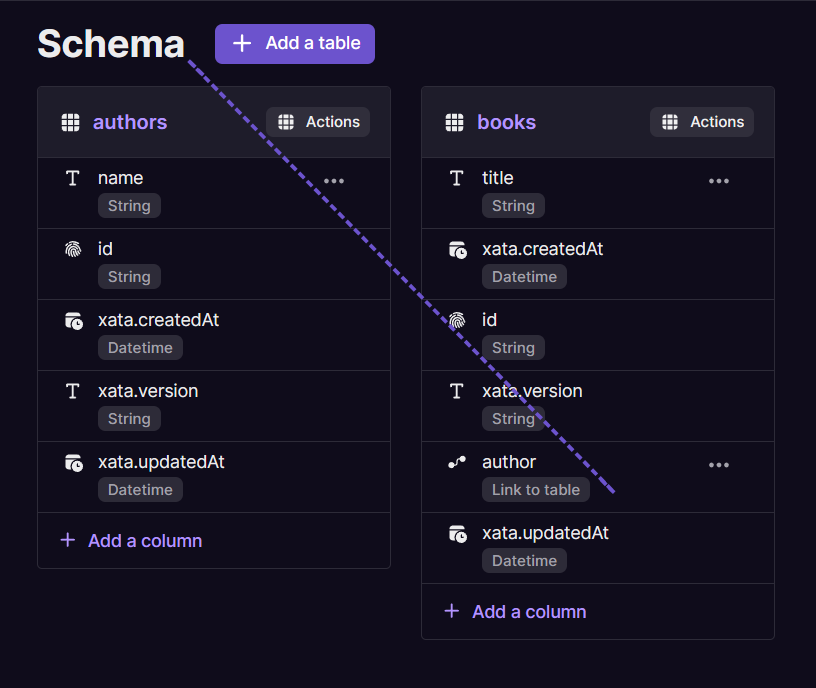 Schema
Add a table
authors
Actions
name
String
id
String
xata.createdAt
Datetime
xata.version
String
xata.updatedAt
Datetime
Add a column
books
Actions
title
String
xata.createdAt
Datetime
id
String
xata.version
String
author
Link to table
xata.updatedAt
Datetime
Add a column